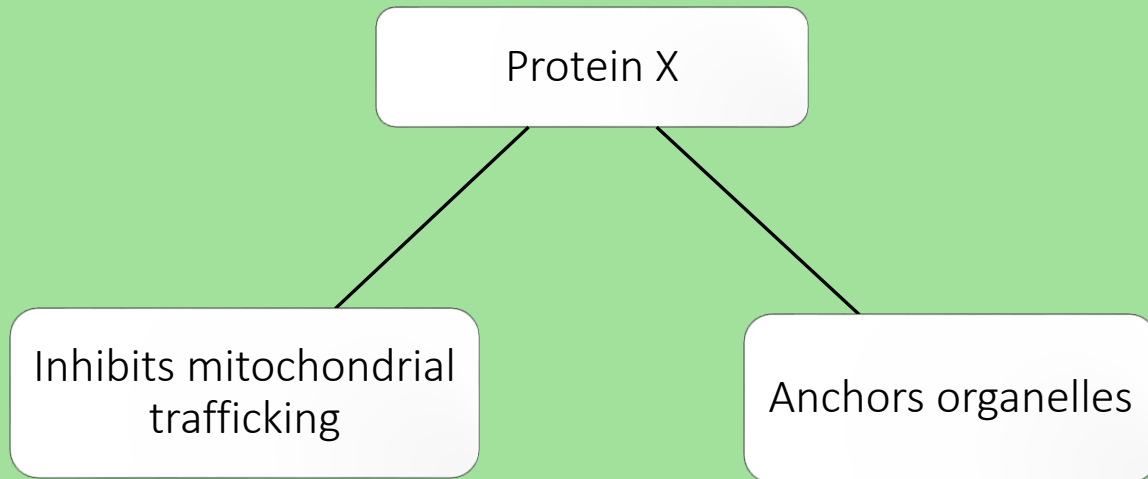 Protein X
Inhibits mitochondrial
trafficking
Anchors organelles